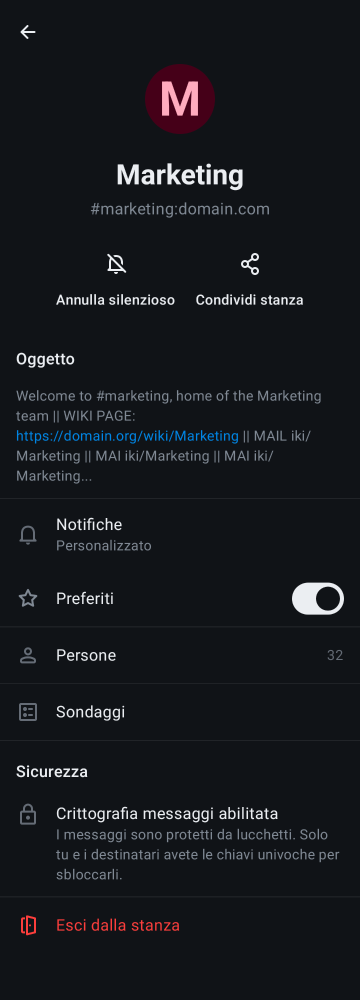 M
Marketing
#marketing:domain.com
Annulla silenzioso
Condividi stanza
Oggetto
Welcome to #marketing, home of the Marketing
team || WIKI PAGE:
https://domain.org/wiki/Marketing || MAIL iki/
Marketing || MAI iki/Marketing || MAI iki/
Marketing...
Notifiche
Personalizzato
Preferiti
Persone 32
Sondaggi
Sicurezza
Crittografia messaggi abilitata
I messaggi sono protetti da lucchetti. Solo
tu e i destinatari avete le chiavi univoche per
sbloccarli.
Esci dalla stanza